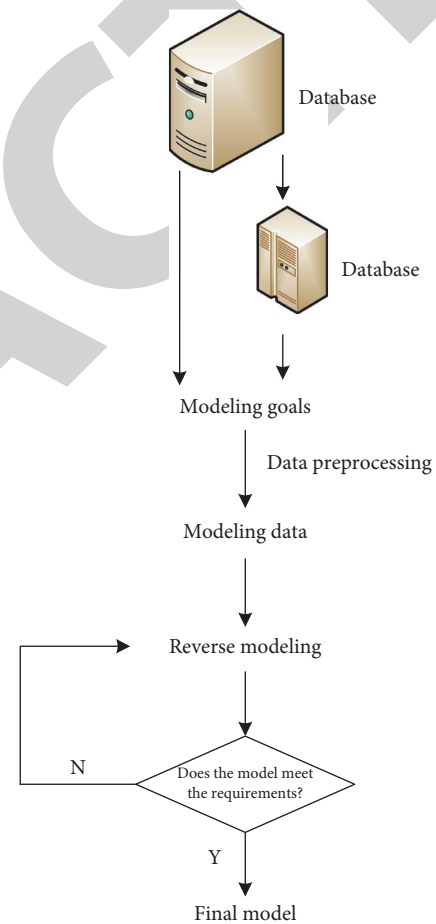 Database
Database
Modeling goals
Data preprocessing
Modeling data
Reverse modeling
Does the model meet
the requirements?
N
Y
Final model